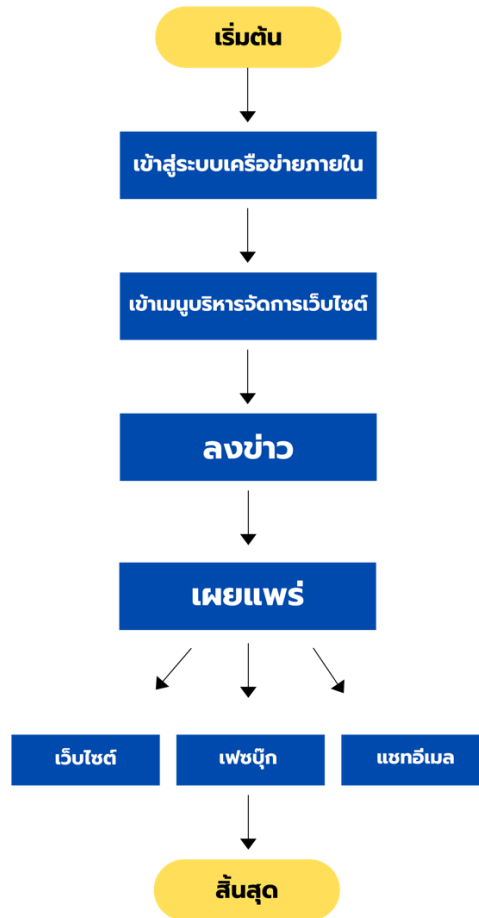 เริ่มต้น
เข้าสู่ระบบเครือข่ายภายใน
เข้าเมนูบริหารจัดการเว็บไซต์
ลงข่าว
เผยแพร่
เว็บไซต์
เฟซบุ๊ก
แชทอีเมล
สิ้นสุด